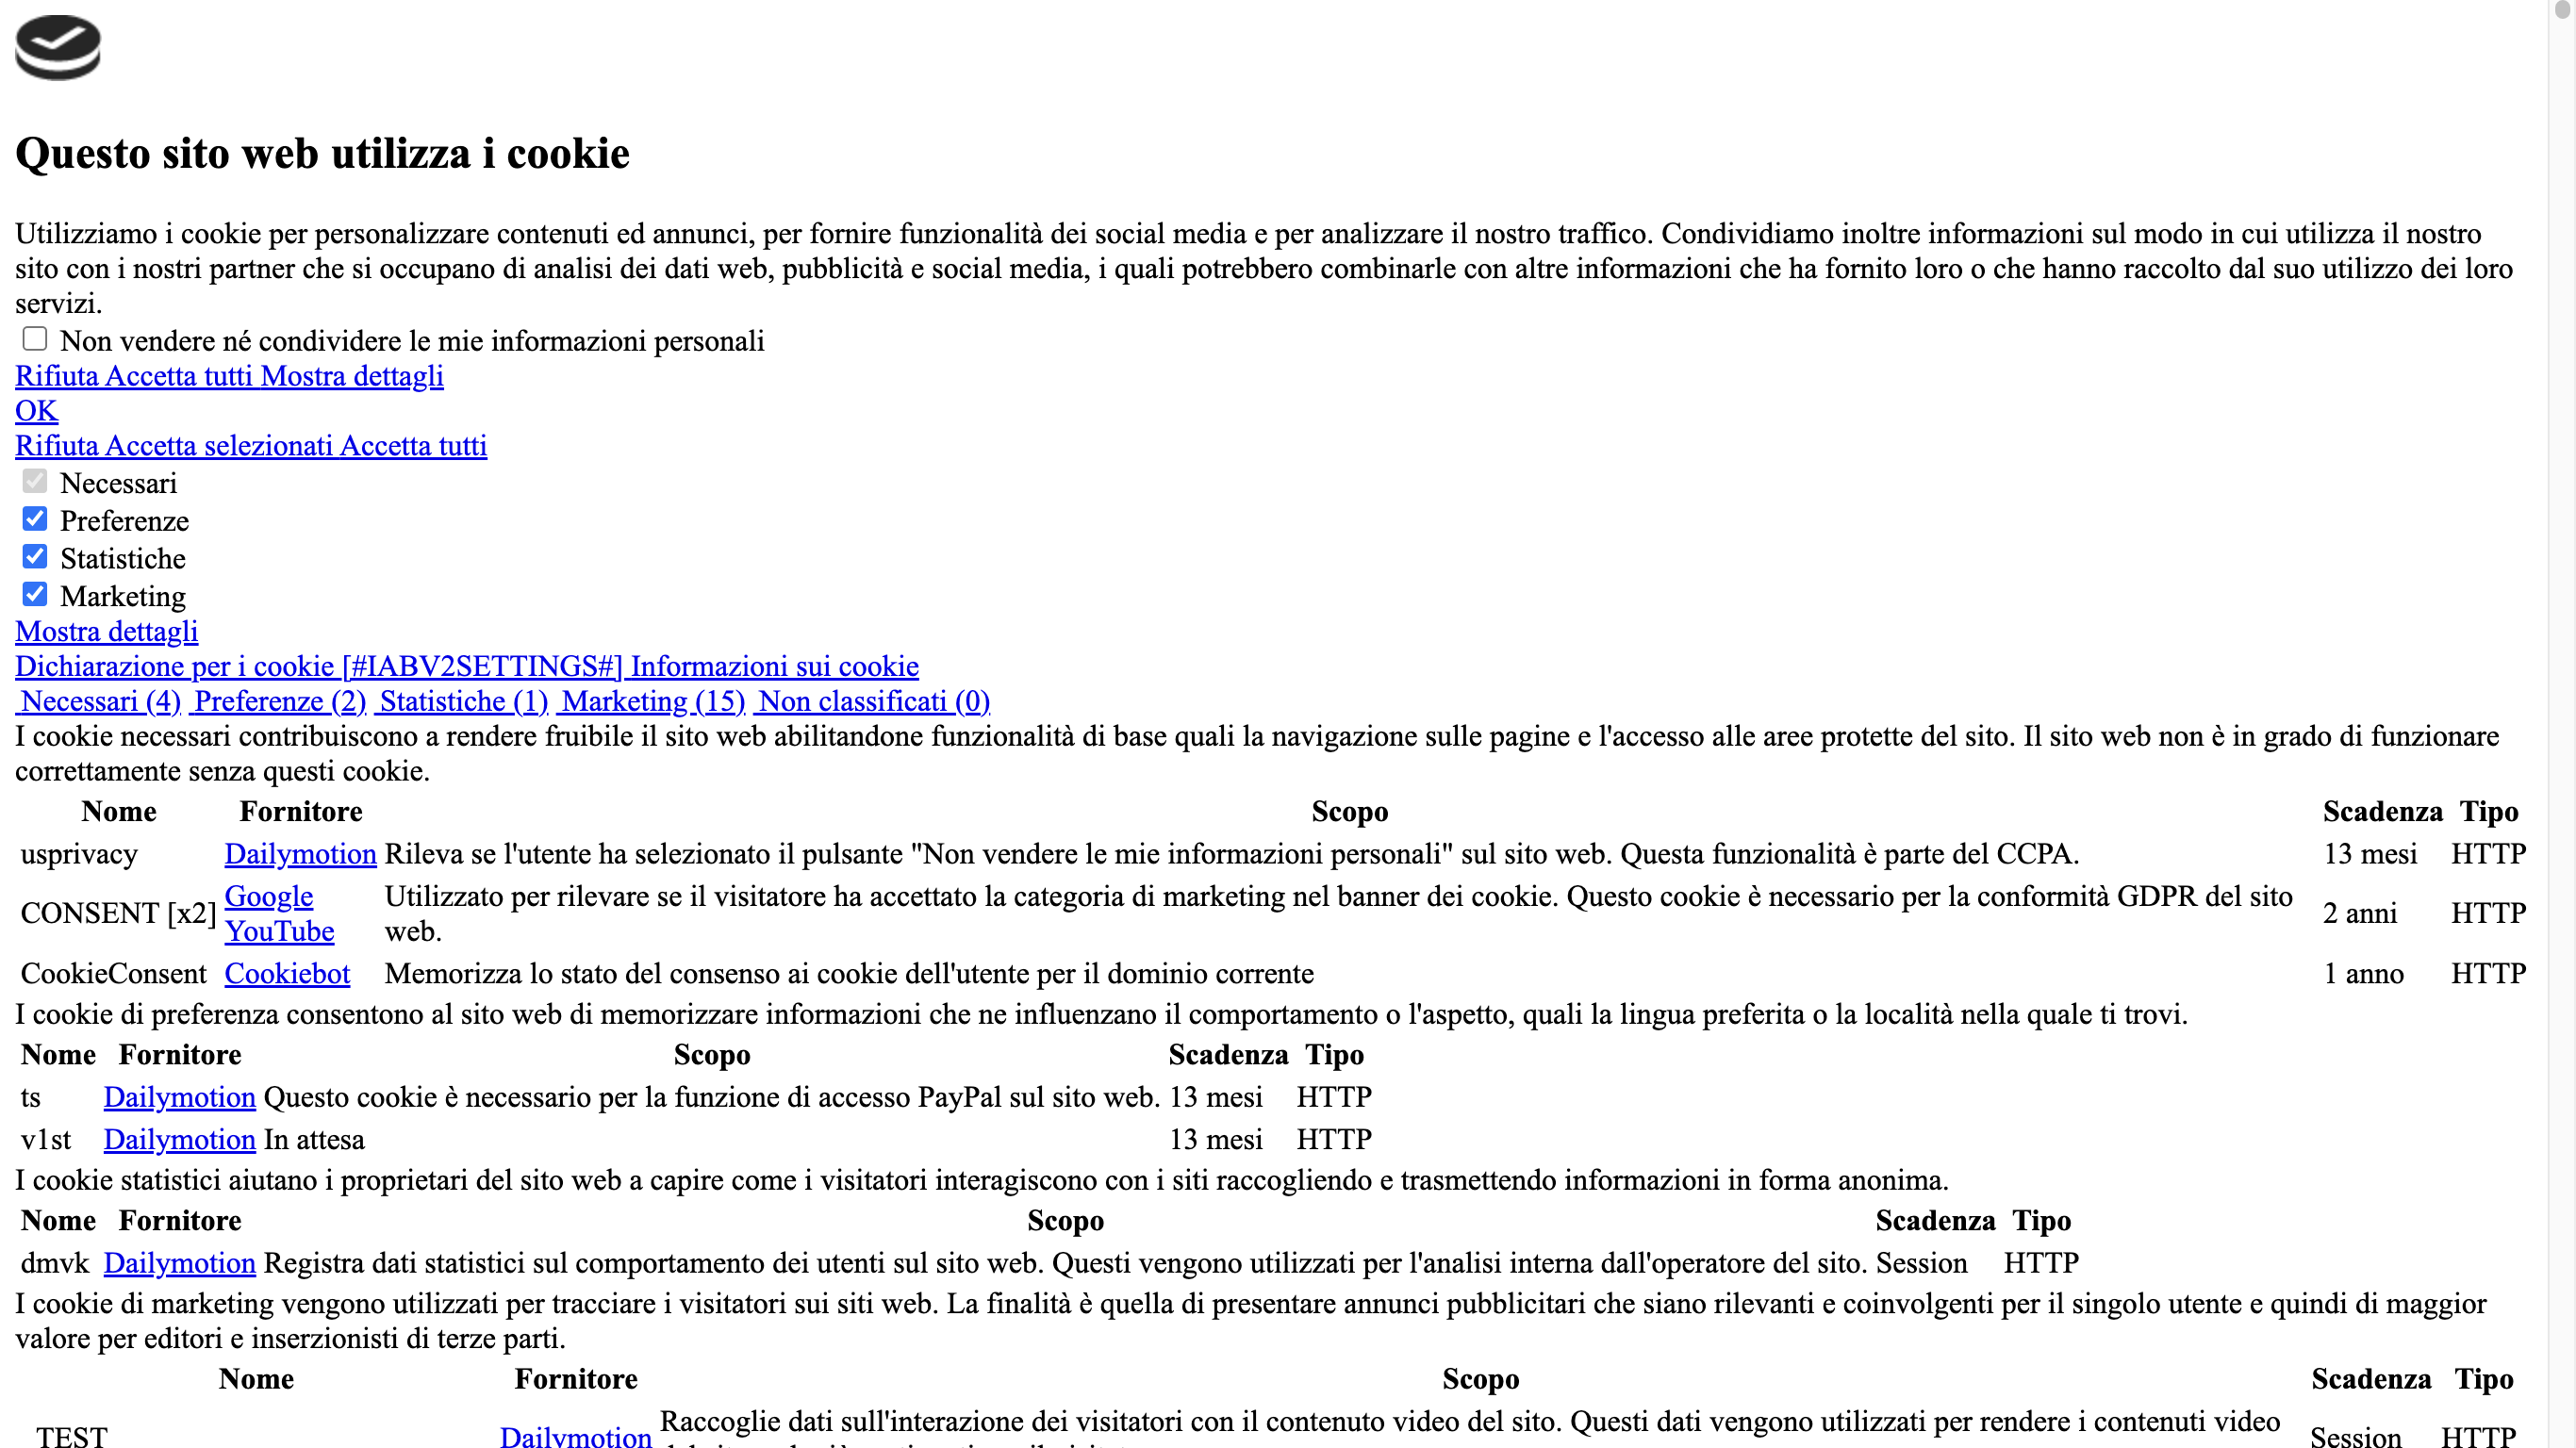 Questo sito web utilizza i cookie
Utilizziamo i cookie per personalizzare contenuti ed annunci, per fornire funzionalità dei social media e per analizzare il nostro traffico. Condividiamo inoltre informazioni sul modo in cui utilizza il nostro
sito con i nostri partner che si occupano di analisi dei dati web, pubblicità e social media, i quali potrebbero combinarle con altre informazioni che ha fornito loro o che hanno raccolto dal suo utilizzo dei loro
servizi.
Non vendere né condividere le mie informazioni personali
Rifiuta Accetta tutti Mostra dettagli
OK
Rifiuta Accetta selezionati Accetta tutti
Necessari
Preferenze
Statistiche
Marketing
Mostra dettagli
Dichiarazione per i cookie [#IABV2SETTINGS#] Informazioni sui cookie
Necessari (4) Preferenze (2) Statistiche (1) Marketing (15) Non classificati (0)
I cookie necessari contribuiscono a rendere fruibile il sito web abilitandone funzionalità di base quali la navigazione sulle pagine e l'accesso alle aree protette del sito. Il sito web non è in grado di funzionare
correttamente senza questi cookie.
Nome Fornitore Scopo Scadenza Tipo
usprivacy Dailymotion Rileva se l'utente ha selezionato il pulsante "Non vendere le mie informazioni personali" sul sito web. Questa funzionalità è parte del CCPA. 13 mesi HTTP
CONSENT [x2] Google YouTube Utilizzato per rilevare se il visitatore ha accettato la categoria di marketing nel banner dei cookie. Questo cookie è necessario per la conformità GDPR del sito web. 2 anni HTTP
CookieConsent Cookiebot Memorizza lo stato del consenso ai cookie dell'utente per il dominio corrente 1 anno HTTP
I cookie di preferenza consentono al sito web di memorizzare informazioni che ne influenzano il comportamento o l'aspetto, quali la lingua preferita o la località nella quale ti trovi.
Nome Fornitore Scopo Scadenza Tipo
ts Dailymotion Questo cookie è necessario per la funzione di accesso PayPal sul sito web. 13 mesi HTTP
v1st Dailymotion In attesa 13 mesi HTTP
I cookie statistici aiutano i proprietari del sito web a capire come i visitatori interagiscono con i siti raccogliendo e trasmettendo informazioni in forma anonima.
Nome Fornitore Scopo Scadenza Tipo
dmvk Dailymotion Registra dati statistici sul comportamento dei utenti sul sito web. Questi vengono utilizzati per l'analisi interna dall'operatore del sito. Session HTTP
I cookie di marketing vengono utilizzati per tracciare i visitatori sui siti web. La finalità è quella di presentare annunci pubblicitari che siano rilevanti e coinvolgenti per il singolo utente e quindi di maggior
valore per editori e inserzionisti di terze parti.
Nome Fornitore Scopo Scadenza Tipo
TEST Dailymotion Raccoglie dati sull'interazione dei visitatori con il contenuto video del sito. Questi dati vengono utilizzati per rendere i contenuti video Session HTTP